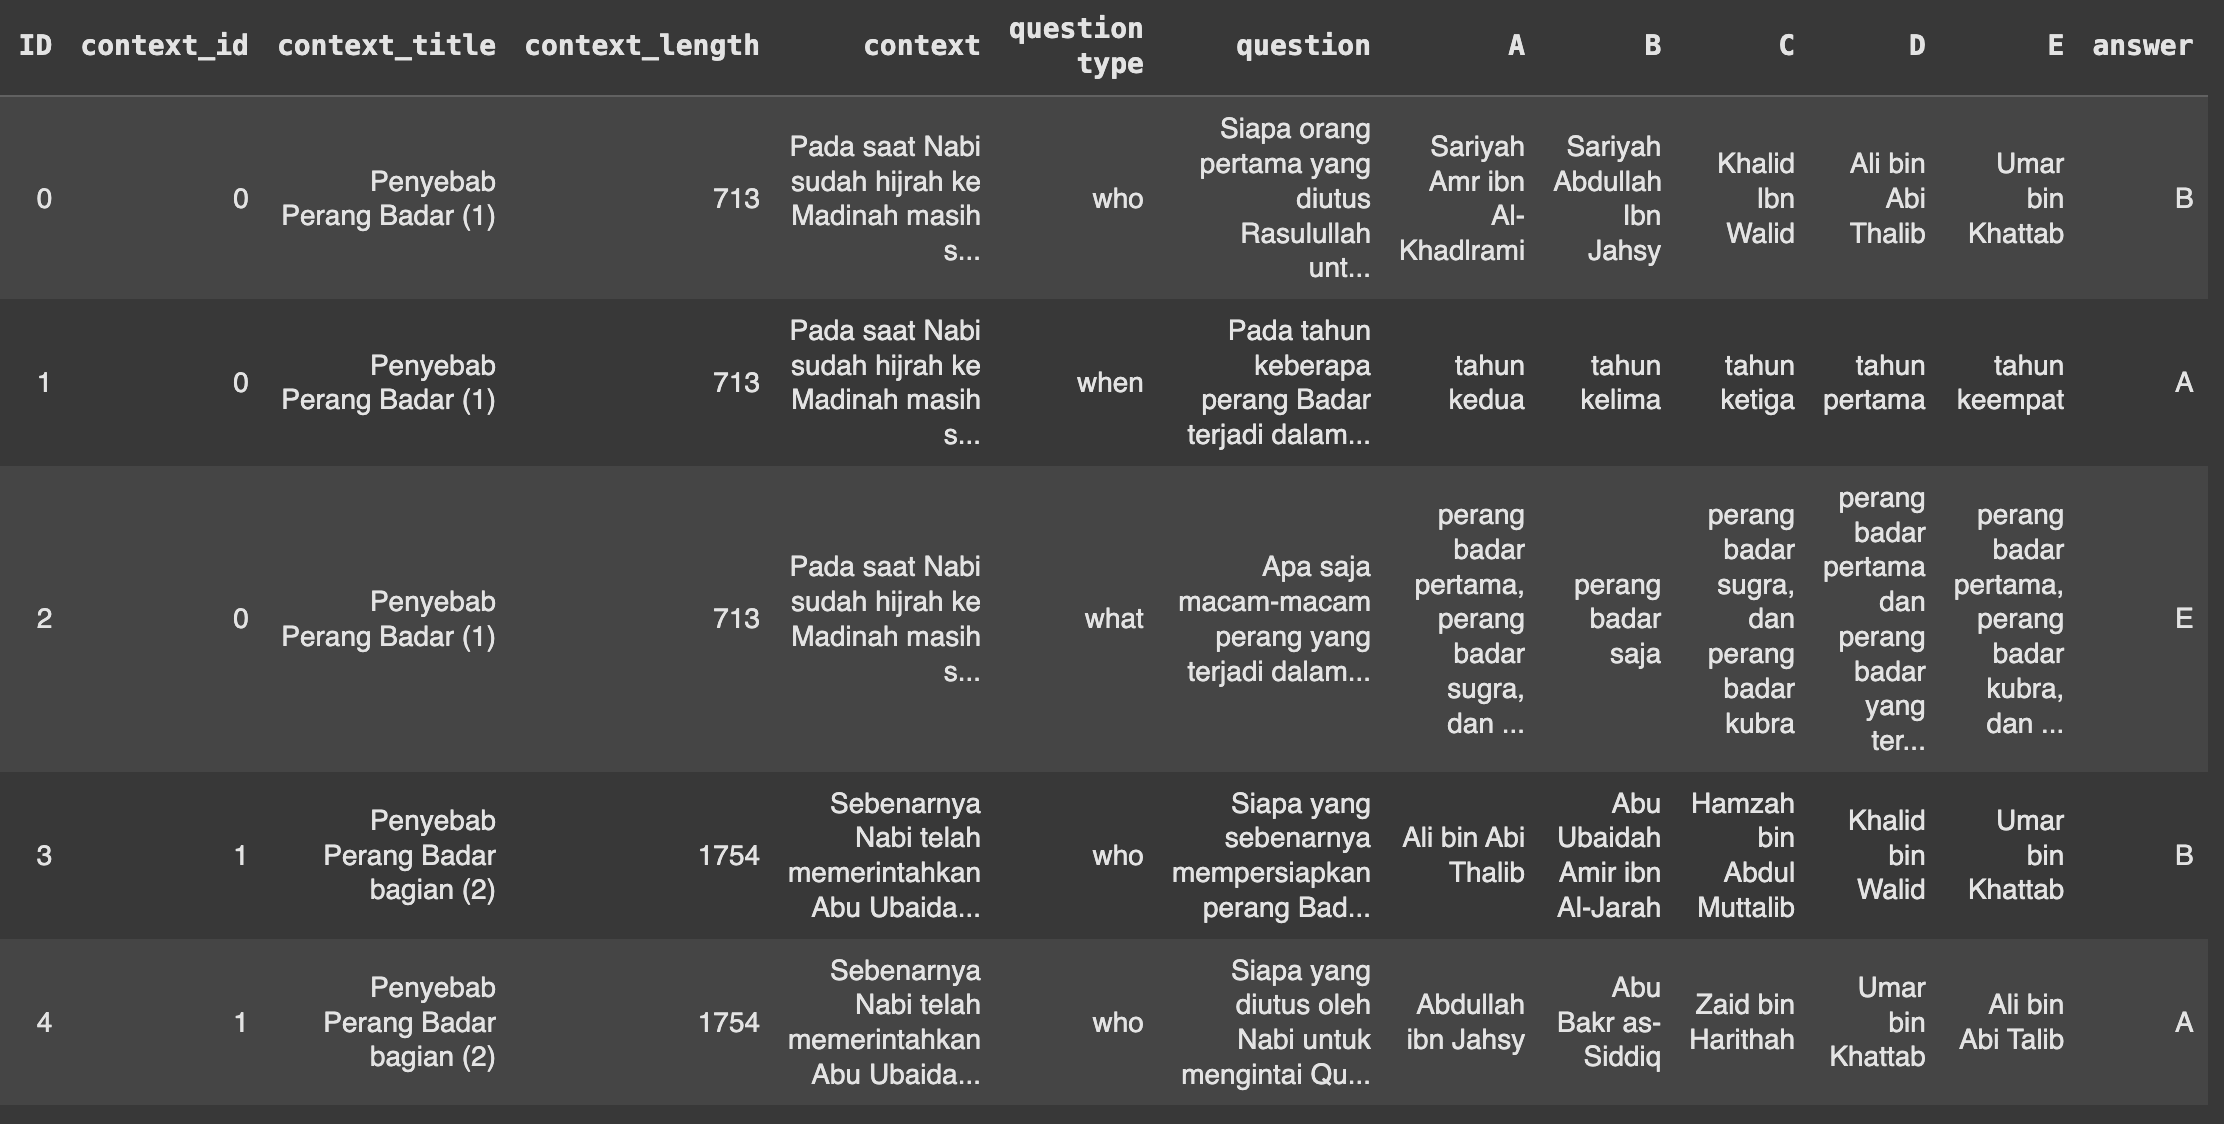 ID context_id context_title context_length context question type question A B C D E answer
0 0 Penyebab Perang Badar (1) 713 Pada saat Nabi sudah hijrah ke Madinah masih s... who Siapa orang pertama yang diutus Rasulullah unt... Sariyah Amr ibn Al-Khadlrami Sariyah Abdullah Ibn Jahsy Khalid Ibn Walid Ali bin Abi Thalib Umar bin Khattab B
1 0 Penyebab Perang Badar (1) 713 Pada saat Nabi sudah hijrah ke Madinah masih s... when Pada tahun keberapa perang Badar terjadi dalam... tahun kedua tahun kelima tahun ketiga tahun pertama tahun keempat A
2 0 Penyebab Perang Badar (1) 713 Pada saat Nabi sudah hijrah ke Madinah masih s... what Apa saja macam-macam perang yang terjadi dalam... perang badar pertama, perang badar sugra, dan ... perang badar saja perang badar sugra, dan perang badar kubra perang badar pertama dan perang badar yang ter... perang badar pertama, perang badar kubra, dan ... E
3 1 Penyebab Perang Badar bagian (2) 1754 Sebenarnya Nabi telah memerintahkan Abu Ubaida... who Siapa yang sebenarnya mempersiapkan perang Bad... Ali bin Abi Thalib Abu Ubaidah Amir ibn Al-Jarah Hamzah bin Abdul Muttalib Khalid bin Walid Umar bin Khattab B
4 1 Penyebab Perang Badar bagian (2) 1754 Sebenarnya Nabi telah memerintahkan Abu Ubaida... who Siapa yang diutus oleh Nabi untuk mengintai Qu... Abdullah ibn Jahsy Abu Bakr as-Siddiq Zaid bin Harithah Umar bin Khattab Ali bin Abi Talib A